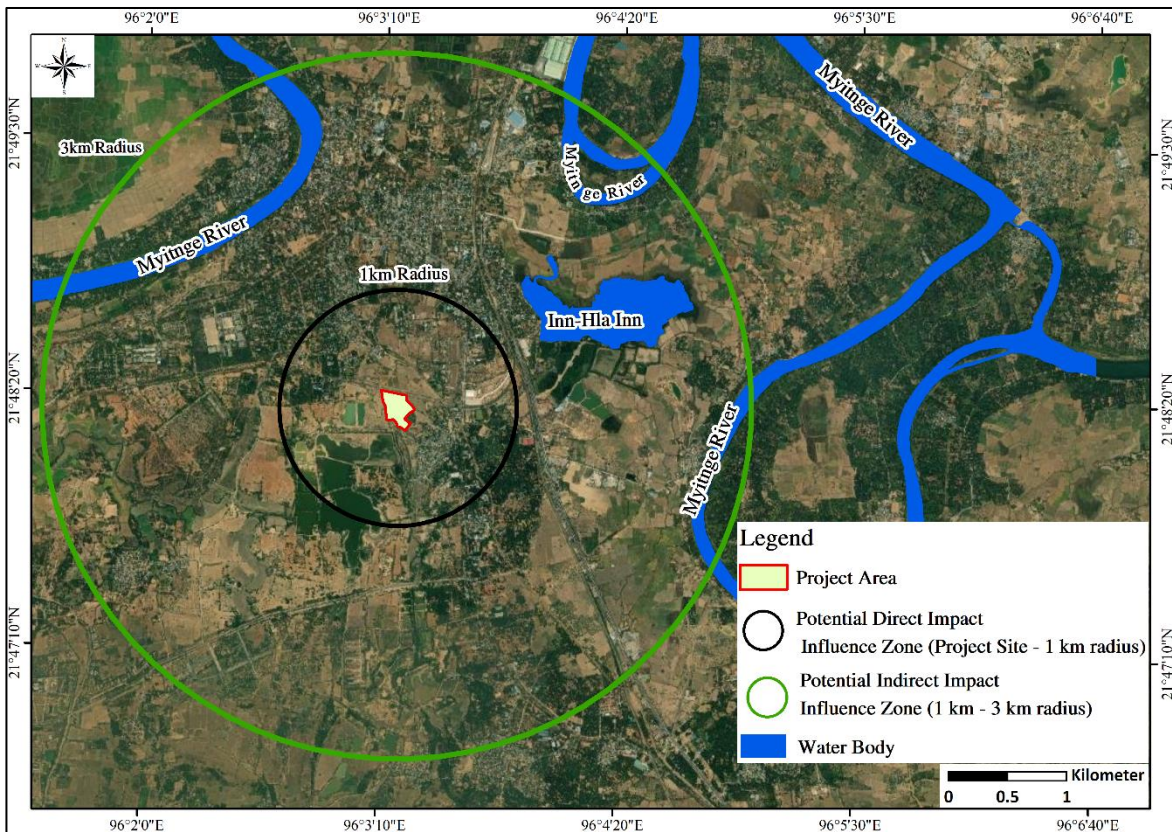 96°2'0"E
96°3'10"E
96°4'20"E
96°5'30"E
96°6'40"E
N
W
E
S
21°49'30"N
21°49'30"N
3km Radius
Myitnge River
Myitnge River
Myitnge River
1km Radius
Inn-Hla Inn
21°48'20"N
21°48'20"N
Myitnge River
Legend
Project Area
Potential Direct Impact
Influence Zone (Project Site - 1 km radius)
Potential Indirect Impact
Influence Zone (1 km - 3 km radius)
Water Body
21°47'10"N
21°47'10"N
Kilometer
0 0.5 1
96°2'0"E
96°3'10"E
96°4'20"E
96°5'30"E
96°6'40"E